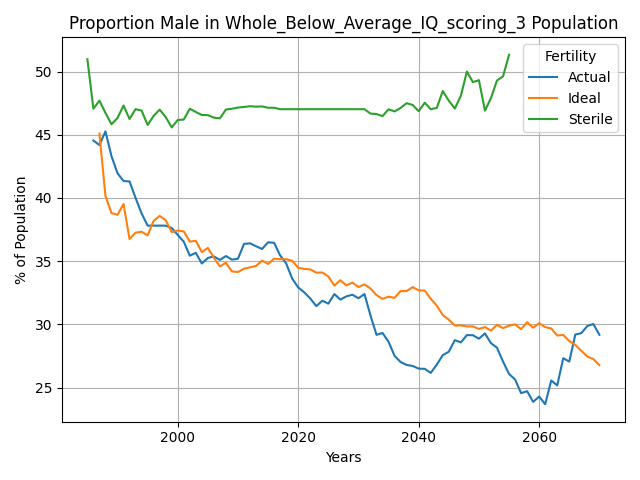 Proportion Male in Whole_Below_Average_IQ_scoring_3 Population
% of Population
50
45
40
35
30
25
Fertility
Actual
Ideal
Sterile
2000
2020
2040
2060
Years